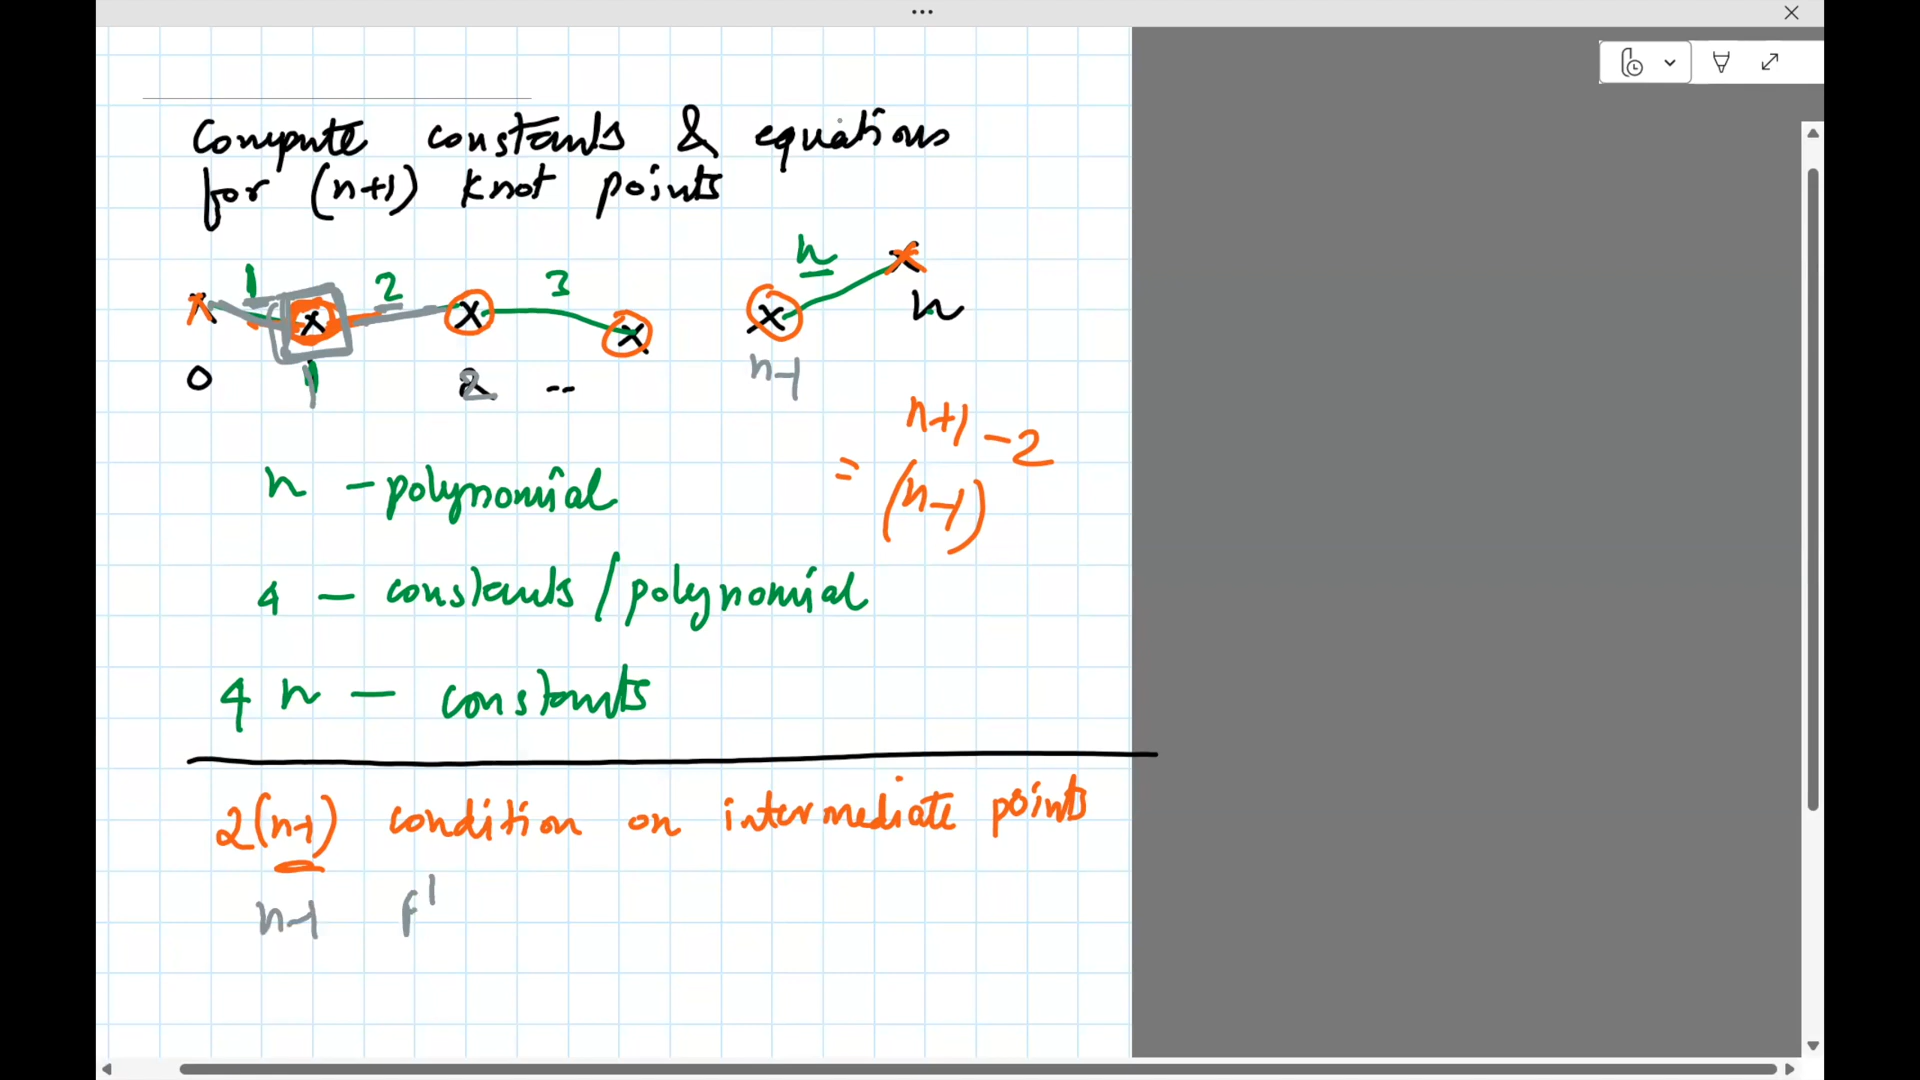 Compute constants & equations
for (n+1) knot points
1 2 3 n
0 1 2 -- n-1 n
n+1 -2
= (n-1)
n - polynomial
4 - constants / polynomial
4 n - constants
2(n-1) condition on intermediate points
n-1 f'